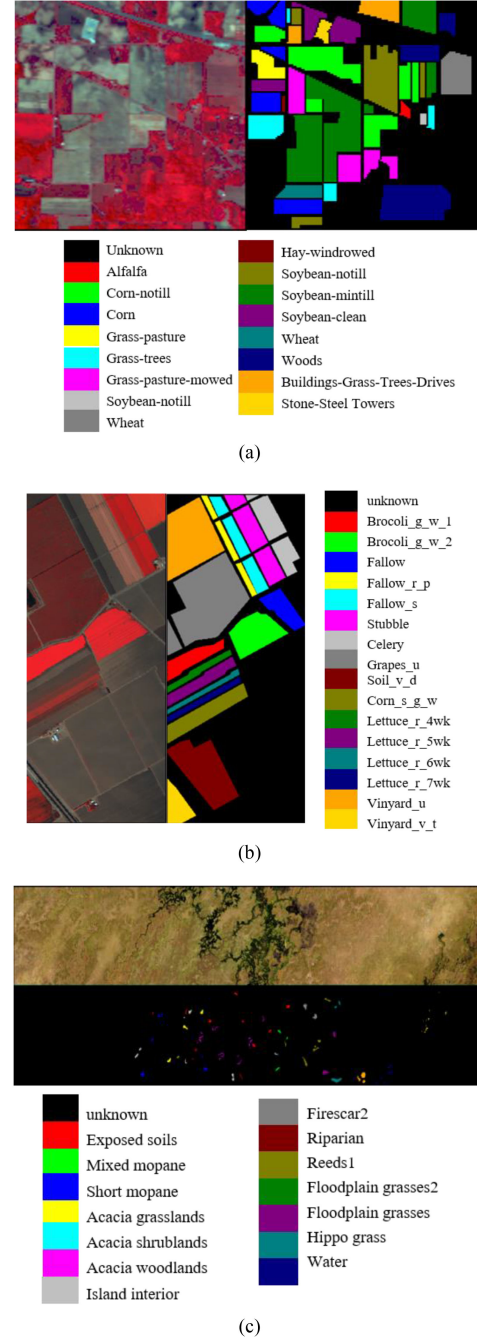 Unknown
Alfalfa
Corn-notill
Corn
Grass-pasture
Grass-trees
Grass-pasture-mowed
Soybean-notill
Wheat
Hay-windrowed
Soybean-notill
Soybean-mintill
Soybean-clean
Wheat
Woods
Buildings-Grass-Trees-Drives
Stone-Steel Towers
(a)
unknown
Brocoli_g_w_1
Brocoli_g_w_2
Fallow
Fallow_r_p
Fallow_s
Stubble
Celery
Grapes_u
Soil_v_d
Corn_s_g_w
Lettuce_r_4wk
Lettuce_r_5wk
Lettuce_r_6wk
Lettuce_r_7wk
Vinyard_u
Vinyard_v_t
(b)
unknown
Exposed soils
Mixed mopane
Short mopane
Acacia grasslands
Acacia shrublands
Acacia woodlands
Island interior
Firescar2
Riparian
Reeds1
Floodplain grasses2
Floodplain grasses
Hippo grass
Water
(c)